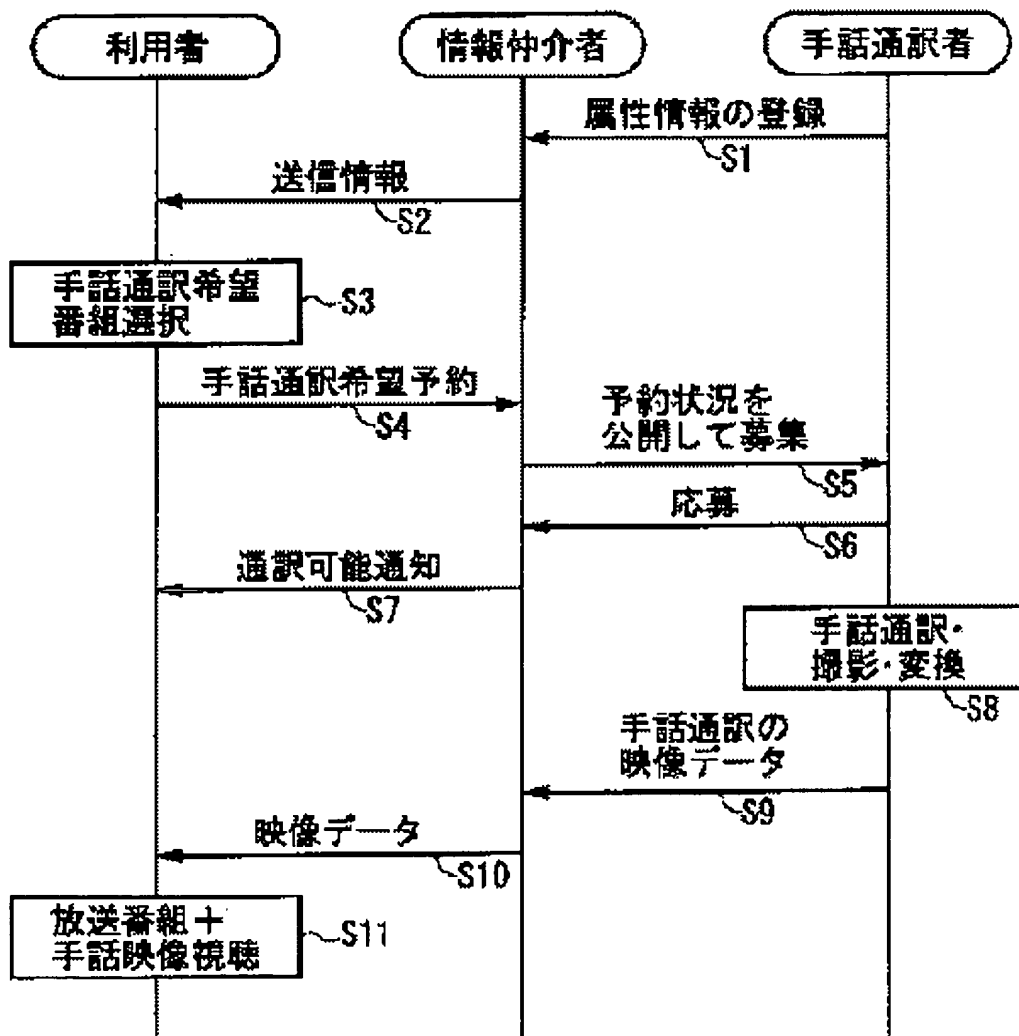 利用者
情報仲介者
手話通訳者
属性情報の登録
S1
送信情報
S2
手話通訳希望
番組選択
S3
手話通訳希望予約
S4
予約状況を
公開して募集
S5
応募
S6
通訳可能通知
S7
手話通訳・
撮影・変換
S8
手話通訳の
映像データ
S9
映像データ
S10
放送番組＋
手話映像視聴
S11